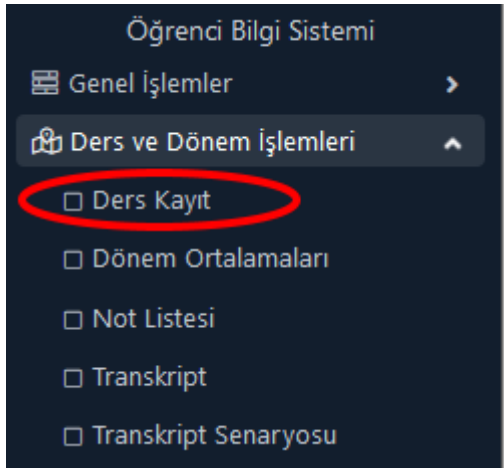 Öğrenci Bilgi Sistemi
Genel İşlemler
Ders ve Dönem İşlemleri
Ders Kayıt
Dönem Ortalamaları
Not Listesi
Transkript
Transkript Senaryosu